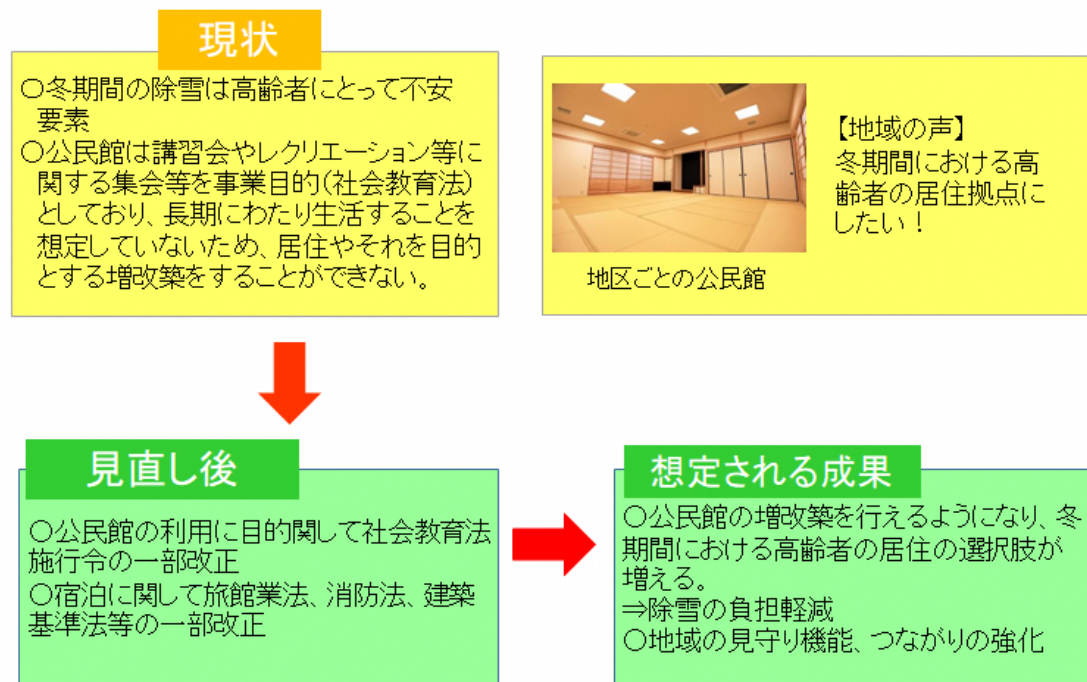 現状
〇冬期間の除雪は高齢者にとって不安
要素
〇公民館は講習会やレクリエーション等に
関する集会等を事業目的(社会教育法)
としており、長期にわたり生活することを
想定していないため、居住やそれを目的
とする増改築をすることができない。
【地域の声】
冬期間における高
齢者の居住拠点に
したい！
地区ごとの公民館
見直し後
〇公民館の利用に目的関して社会教育法
施行令の一部改正
〇宿泊に関して旅館業法、消防法、建築
基準法等の一部改正
想定される成果
〇公民館の増改築を行えるようになり、冬
期間における高齢者の居住の選択肢が
増える。
⇒除雪の負担軽減
〇地域の見守り機能、つながりの強化